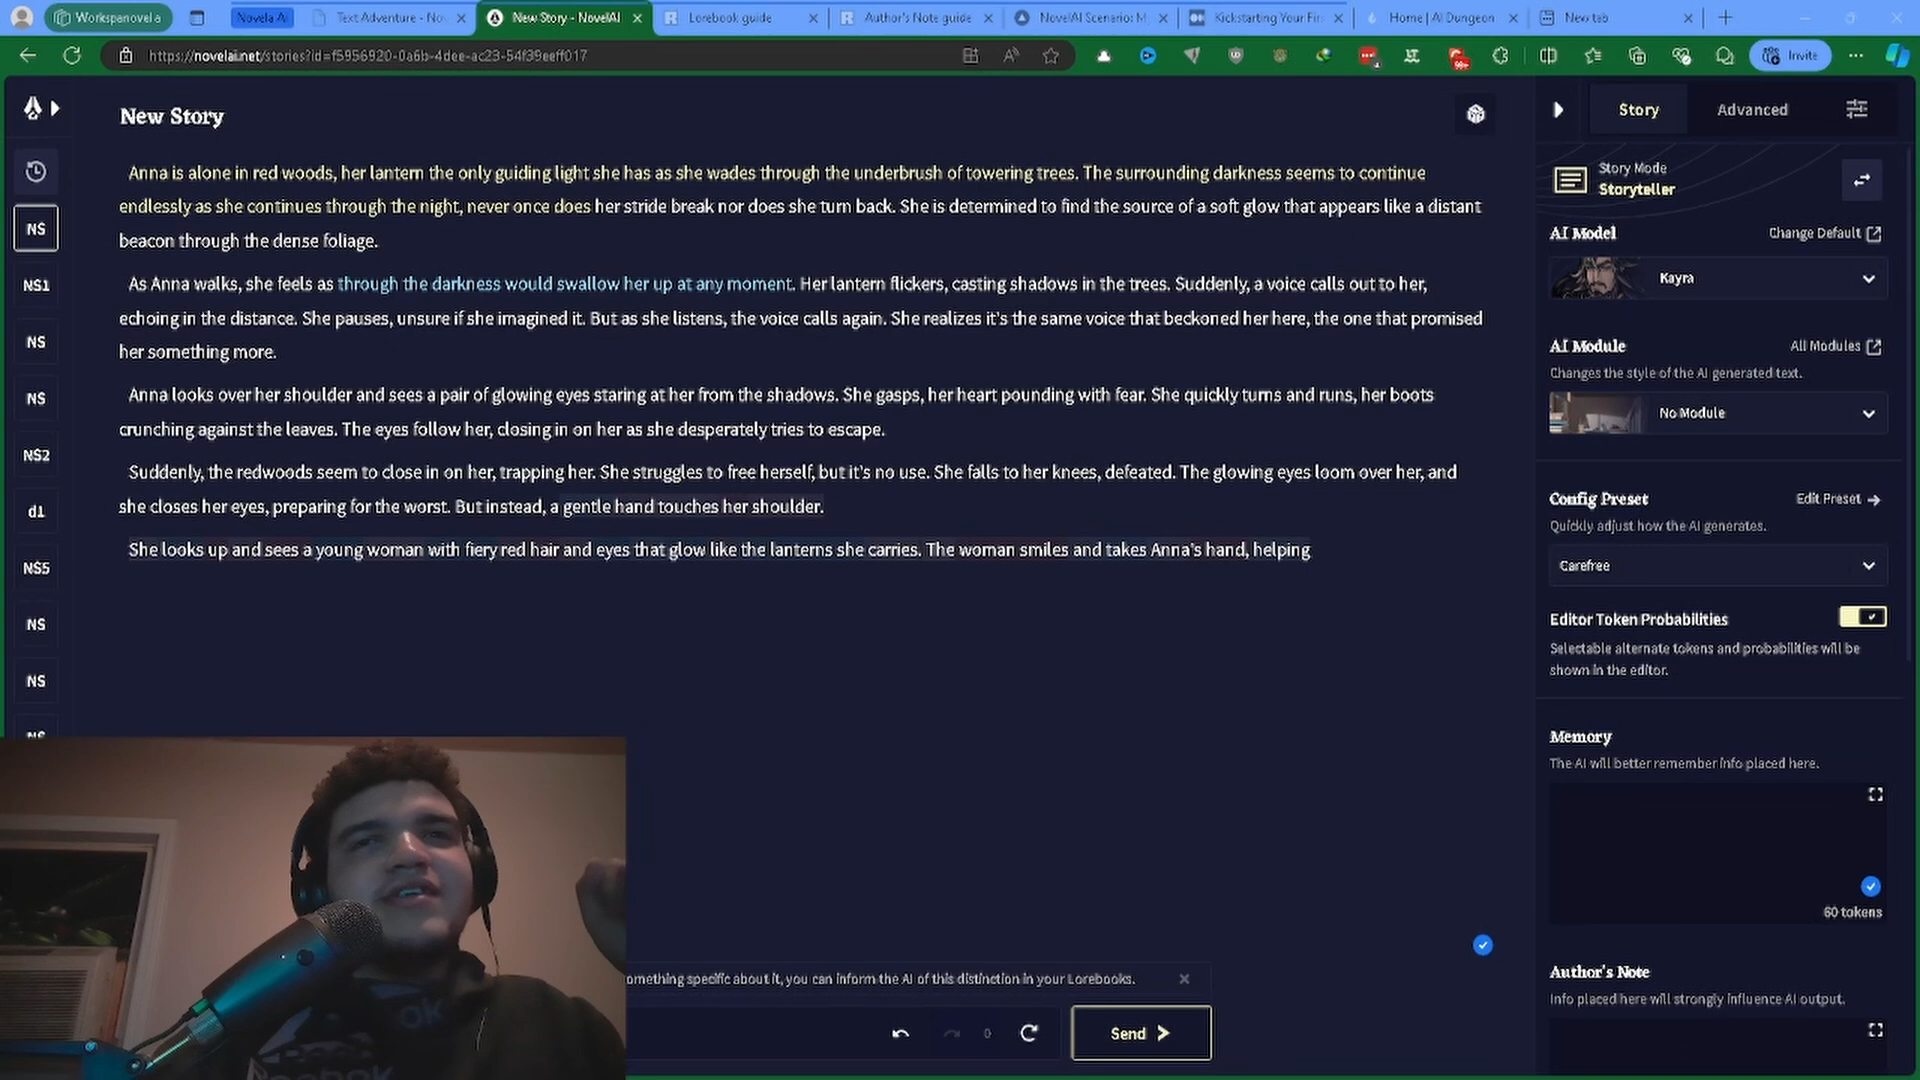 Workspanovel a
Novela Ai
Text Adventure - Nov
New Story - NovelAI
Lorebook guide
Author's Note guide
NovelAI Scenario: M
Kickstarting Your Fir
Home | AI Dungeon
New tab
https://novelai.net/stories?id=f5956920-0a6b-4dee-ac23-54f39eeff017
Invite
New Story
Anna is alone in red woods, her lantern the only guiding light she has as she wades through the underbrush of towering trees. The surrounding darkness seems to continue
endlessly as she continues through the night, never once does her stride break nor does she turn back. She is determined to find the source of a soft glow that appears like a distant
beacon through the dense foliage.
As Anna walks, she feels as through the darkness would swallow her up at any moment. Her lantern flickers, casting shadows in the trees. Suddenly, a voice calls out to her,
echoing in the distance. She pauses, unsure if she imagined it. But as she listens, the voice calls again. She realizes it's the same voice that beckoned her here, the one that promised
her something more.
Anna looks over her shoulder and sees a pair of glowing eyes staring at her from the shadows. She gasps, her heart pounding with fear. She quickly turns and runs, her boots
crunching against the leaves. The eyes follow her, closing in on her as she desperately tries to escape.
Suddenly, the redwoods seem to close in on her, trapping her. She struggles to free herself, but it's no use. She falls to her knees, defeated. The glowing eyes loom over her, and
she closes her eyes, preparing for the worst. But instead, a gentle hand touches her shoulder.
She looks up and sees a young woman with fiery red hair and eyes that glow like the lanterns she carries. The woman smiles and takes Anna's hand, helping
NS
NS1
NS
NS
NS2
d1
NS5
NS
NS
NS
omething specific about it, you can inform the AI of this distinction in your Lorebooks.
0
Send
Story
Advanced
Story Mode
Storyteller
AI Model
Change Default
Kayra
AI Module
All Modules
Changes the style of the AI generated text.
No Module
Config Preset
Edit Preset
Quickly adjust how the AI generates.
Carefree
Editor Token Probabilities
Selectable alternate tokens and probabilities will be
shown in the editor.
Memory
The AI will better remember info placed here.
60 tokens
Author's Note
Info placed here will strongly influence AI output.